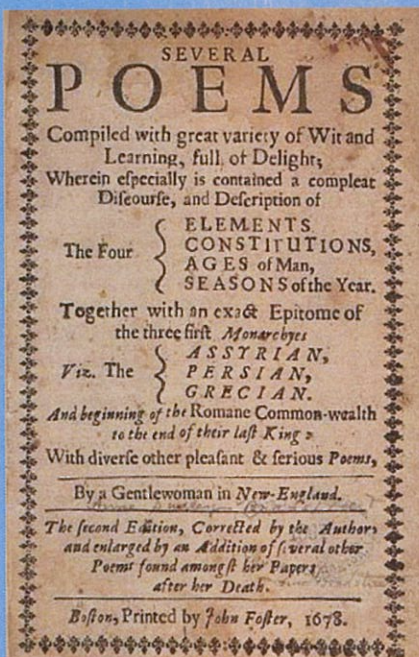 SEVERAL
POEMS
Compiled with great variety of Wit and
Learning, full of Delight;
Wherein eſpecially is contained a compleat
Diſcourſe, and Deſcription of
The Four
ELEMENTS
CONSTITUTIONS,
AGES of Man,
SEASONS of the Year.
Together with an exact Epitome of
the three firſt Monarchyes
Viz. The
ASSYRIAN,
PERSIAN,
GRECIAN.
And beginning of the Romane Common-wealth
to the end of their laſt King:
With diverſe other pleaſant & ſerious Poems,
By a Gentlewoman in New-England.
The ſecond Edition, Corrected by the Author,
and enlarged by an Addition of ſeveral other
Poems found amongſt her Papers
after her Death.
Boſton, Printed by John Foſter, 1678.